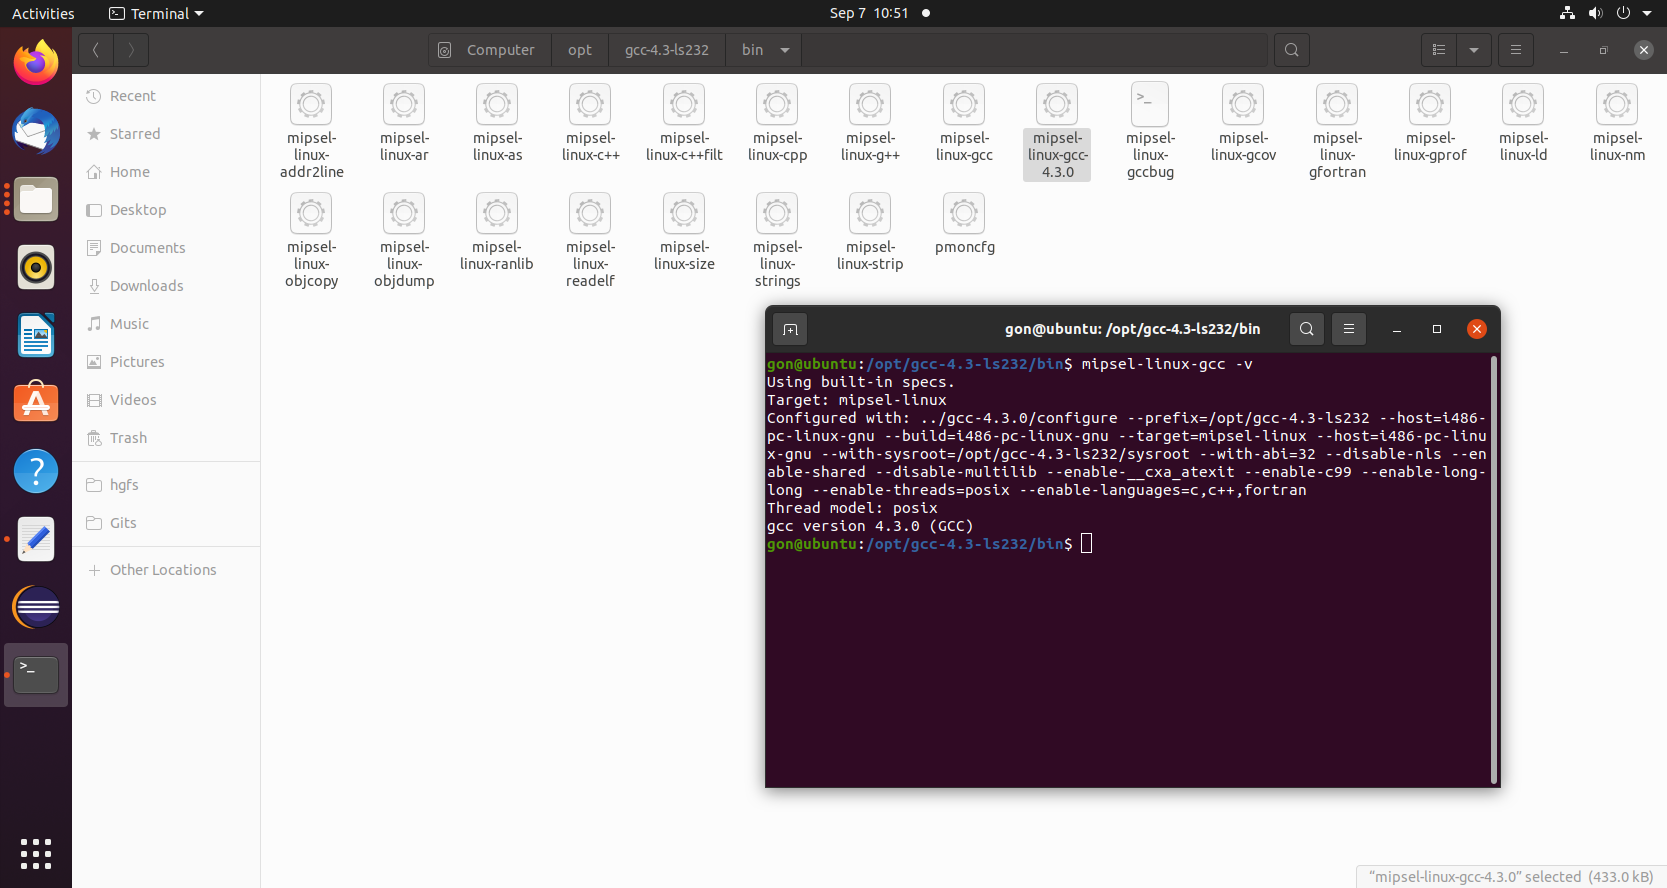 Activities
Terminal
Sep 7 10:51
Computer
opt
gcc-4.3-ls232
bin
Recent
Starred
Home
Desktop
Documents
Downloads
Music
Pictures
Videos
Trash
hgfs
Gits
Other Locations
mipsel-
linux-
addr2line
mipsel-
linux-ar
mipsel-
linux-as
mipsel-
linux-c++
mipsel-
linux-c++filt
mipsel-
linux-cpp
mipsel-
linux-g++
mipsel-
linux-gcc
mipsel-
linux-gcc-
4.3.0
>_
mipsel-
linux-
gccbug
mipsel-
linux-gcov
mipsel-
linux-
gfortran
mipsel-
linux-gprof
mipsel-
linux-ld
mipsel-
linux-nm
mipsel-
linux-
objcopy
mipsel-
linux-
objdump
mipsel-
linux-ranlib
mipsel-
linux-
readelf
mipsel-
linux-size
mipsel-
linux-
strings
mipsel-
linux-strip
pmoncfg
gon@ubuntu: /opt/gcc-4.3-ls232/bin
gon@ubuntu:/opt/gcc-4.3-ls232/bin$ mipsel-linux-gcc -v
Using built-in specs.
Target: mipsel-linux
Configured with: ../gcc-4.3.0/configure --prefix=/opt/gcc-4.3-ls232 --host=i486-
pc-linux-gnu --build=i486-pc-linux-gnu --target=mipsel-linux --host=i486-pc-linu
x-gnu --with-sysroot=/opt/gcc-4.3-ls232/sysroot --with-abi=32 --disable-nls --en
able-shared --disable-multilib --enable-__cxa_atexit --enable-c99 --enable-long-
long --enable-threads=posix --enable-languages=c,c++,fortran
Thread model: posix
gcc version 4.3.0 (GCC)
gon@ubuntu:/opt/gcc-4.3-ls232/bin$
"mipsel-linux-gcc-4.3.0" selected (433.0 kB)